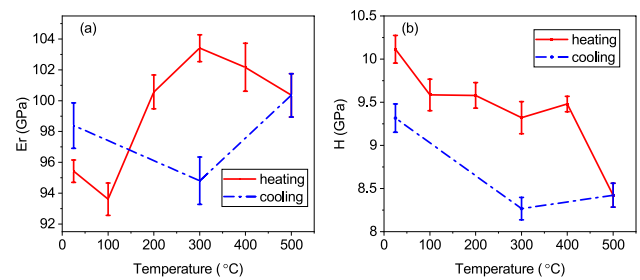 (a)
104
102
100
98
96
94
92
Er (GPa)
heating
cooling
0 100 200 300 400 500
Temperature (°C)
(b)
10.5
10
9.5
9
8.5
8
H (GPa)
heating
cooling
0 100 200 300 400 500
Temperature (°C)